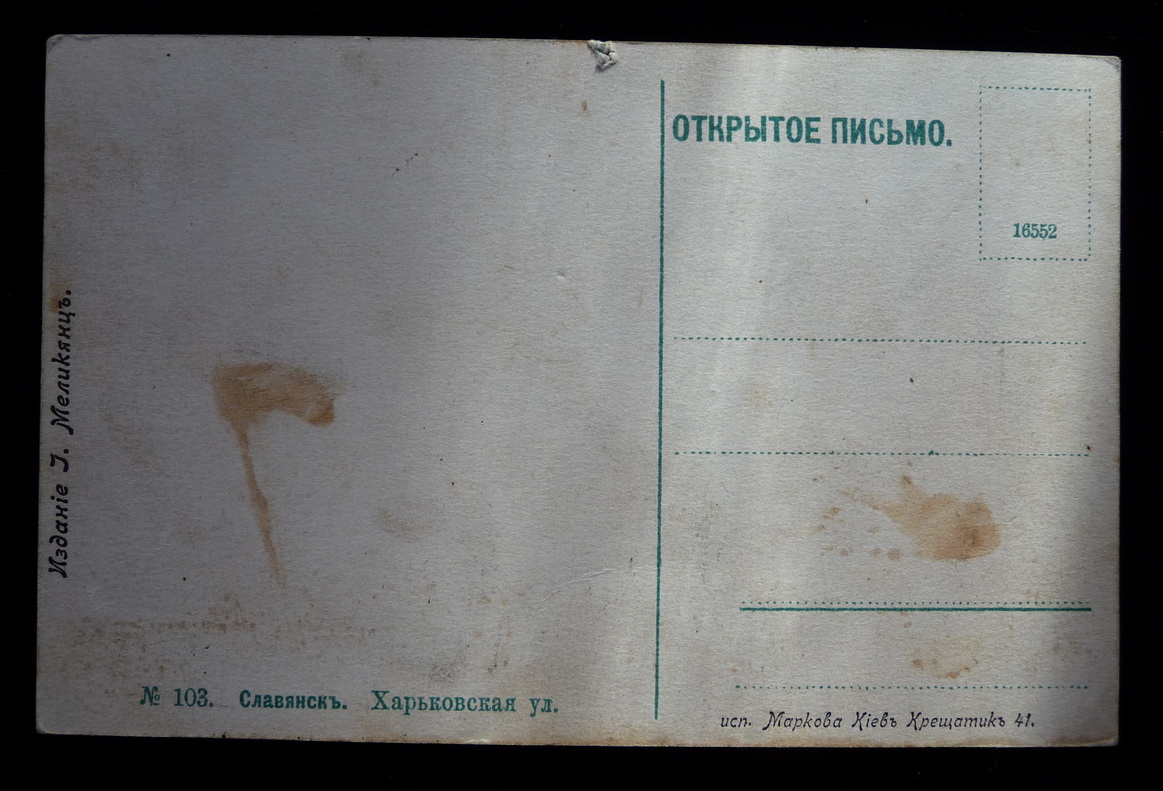 ОТКРЫТОЕ ПИСЬМО.
16552
Изданіе І. Меликянцъ.
№ 103. Славянскъ. Харьковская ул.
исп. Маркова Кіевъ Крещатикъ 41.